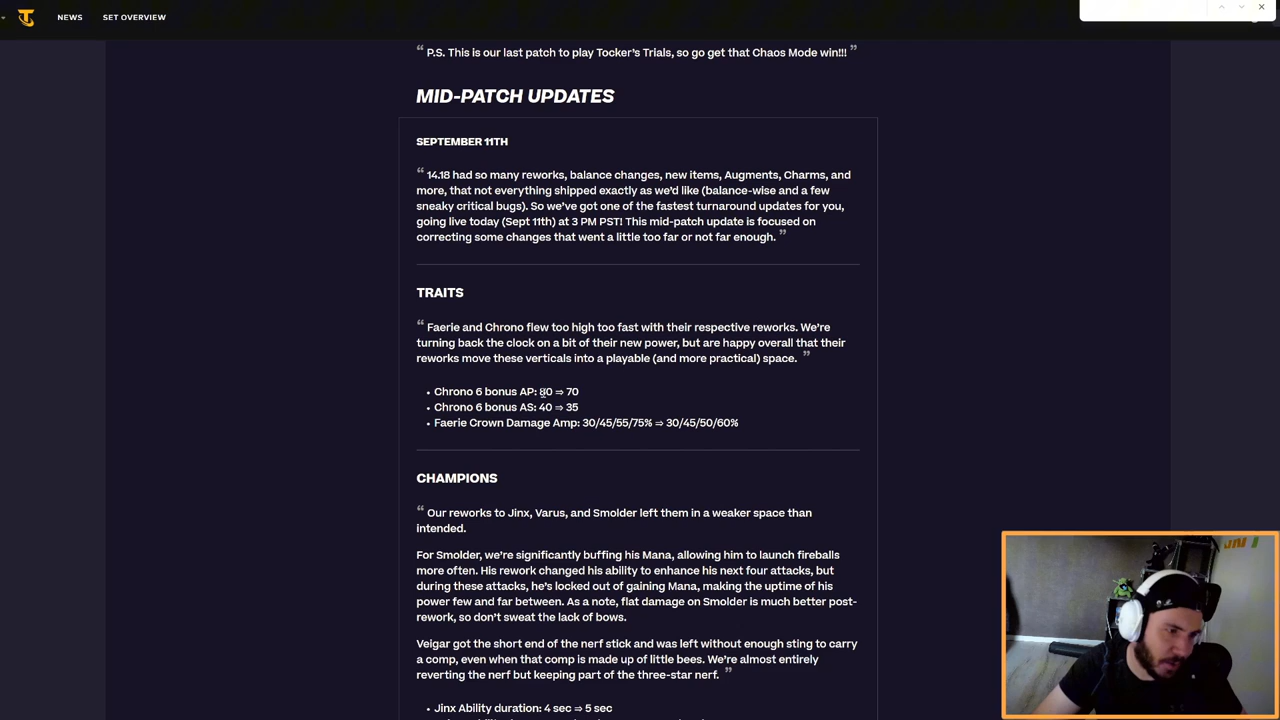 NEWS
SET OVERVIEW
“ P.S. This is our last patch to play Tocker’s Trials, so go get that Chaos Mode win!!! ”
MID-PATCH UPDATES
SEPTEMBER 11TH
“ 14.18 had so many reworks, balance changes, new items, Augments, Charms, and
more, that not everything shipped exactly as we’d like (balance-wise and a few
sneaky critical bugs). So we’ve got one of the fastest turnaround updates for you,
going live today (Sept 11th) at 3 PM PST! This mid-patch update is focused on
correcting some changes that went a little too far or not far enough. ”
TRAITS
“ Faerie and Chrono flew too high too fast with their respective reworks. We’re
turning back the clock on a bit of their new power, but are happy overall that their
reworks move these verticals into a playable (and more practical) space. ”
• Chrono 6 bonus AP: 80 ⇒ 70
• Chrono 6 bonus AS: 40 ⇒ 35
• Faerie Crown Damage Amp: 30/45/55/75% ⇒ 30/45/50/60%
CHAMPIONS
“ Our reworks to Jinx, Varus, and Smolder left them in a weaker space than
intended.
For Smolder, we’re significantly buffing his Mana, allowing him to launch fireballs
more often. His rework changed his ability to enhance his next four attacks, but
during these attacks, he’s locked out of gaining Mana, making the uptime of his
power few and far between. As a note, flat damage on Smolder is much better post-
rework, so don’t sweat the lack of bows.
Veigar got the short end of the nerf stick and was left without enough sting to carry
a comp, even when that comp is made up of little bees. We’re almost entirely
reverting the nerf but keeping part of the three-star nerf. ”
• Jinx Ability duration: 4 sec ⇒ 5 sec